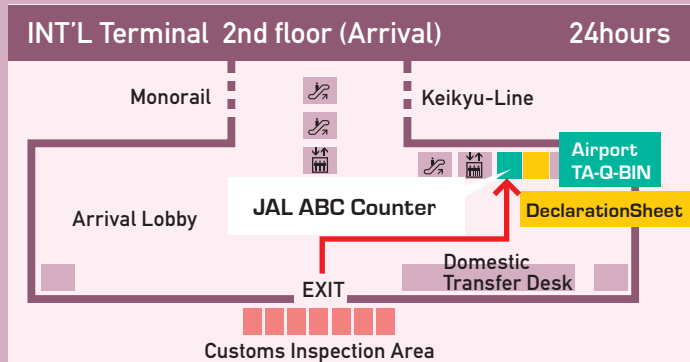 INT'L Terminal 2nd floor (Arrival) 24hours
Monorail
Keikyu-Line
Airport
TA-Q-BIN
JAL ABC Counter
DeclarationSheet
Arrival Lobby
Domestic
Transfer Desk
EXIT
Customs Inspection Area